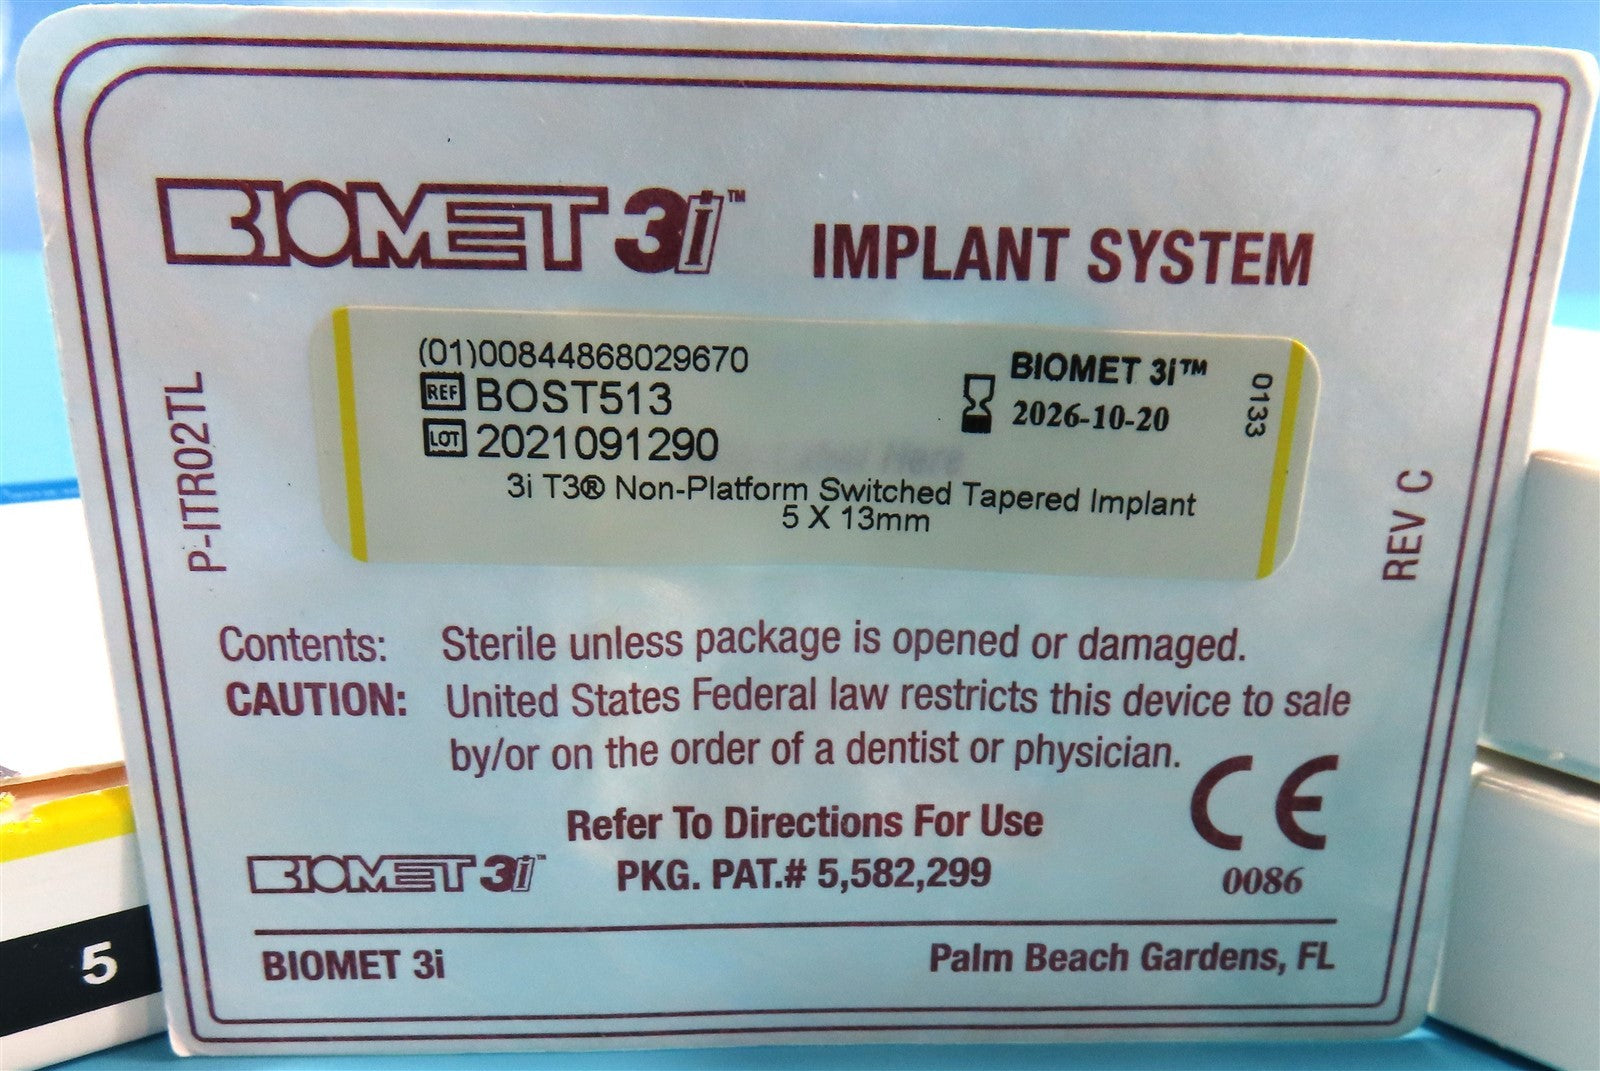 BIOMET 3i™
IMPLANT SYSTEM
(01)00844868029670
REF BOST513
LOT 2021091290
BIOMET 3i™
2026-10-20
0133
3i T3® Non-Platform Switched Tapered Implant
5 X 13mm
P-ITR02TL
REV C
Contents: Sterile unless package is opened or damaged.
CAUTION: United States Federal law restricts this device to sale
by/or on the order of a dentist or physician.
CE
0086
Refer To Directions For Use
BIOMET 3i™ PKG. PAT.# 5,582,299
BIOMET 3i
Palm Beach Gardens, FL
5